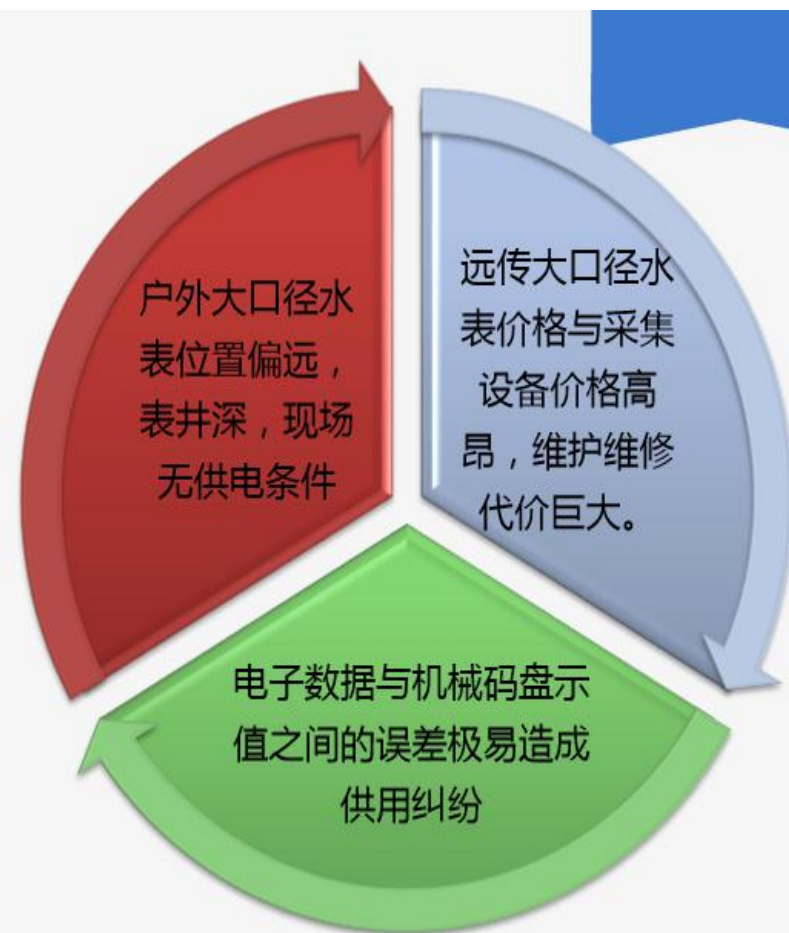 户外大口径水
表位置偏远，
表井深，现场
无供电条件
远传大口径水
表价格与采集
设备价格高
昂，维护维修
代价巨大。
电子数据与机械码盘示
值之间的误差极易造成
供用纠纷